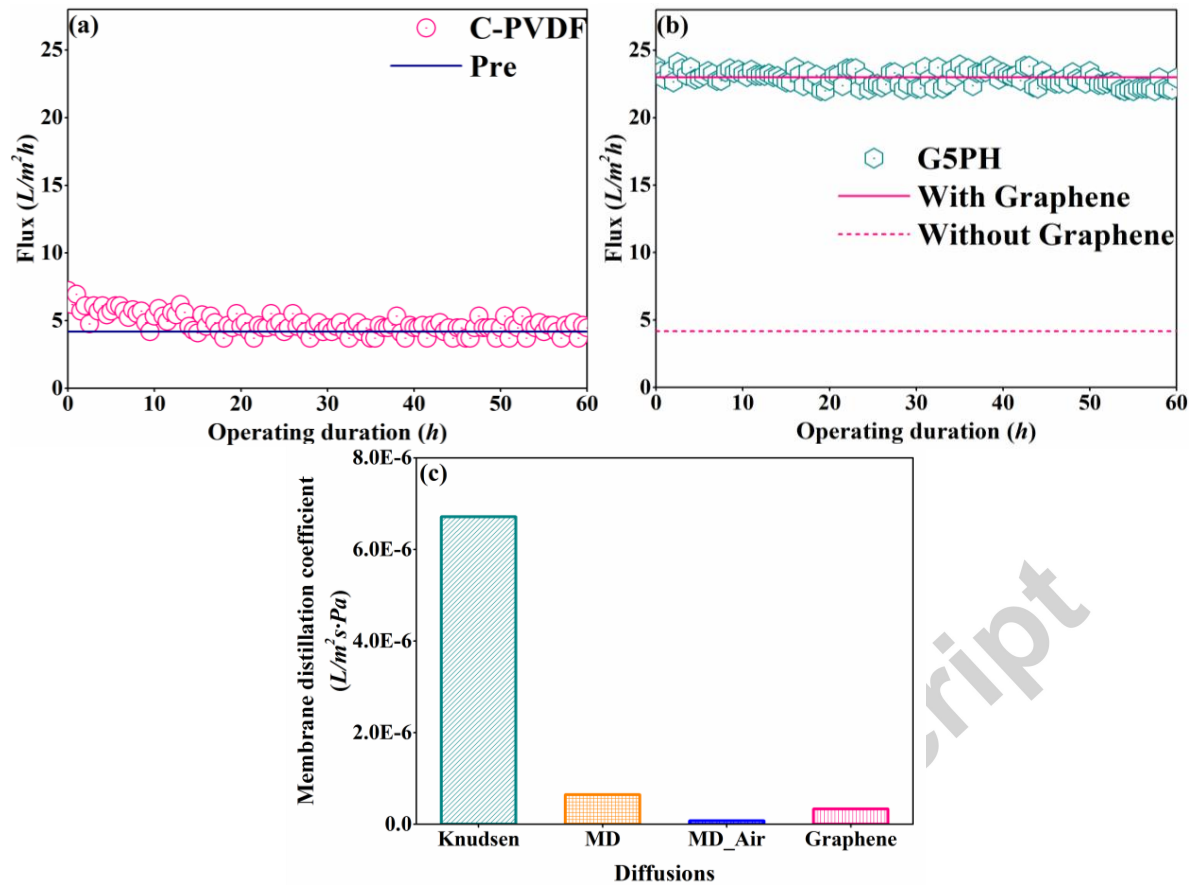 (a)
C-PVDF
Pre
Flux (L/m²h)
25
20
15
10
5
0
0 10 20 30 40 50 60
Operating duration (h)
(b)
G5PH
With Graphene
Without Graphene
Flux (L/m²h)
25
20
15
10
5
0
0 10 20 30 40 50 60
Operating duration (h)
(c)
Membrane distillation coefficient
(L/m²s·Pa)
8.0E-6
6.0E-6
4.0E-6
2.0E-6
0.0
Knudsen MD MD_Air Graphene
Diffusions
cript